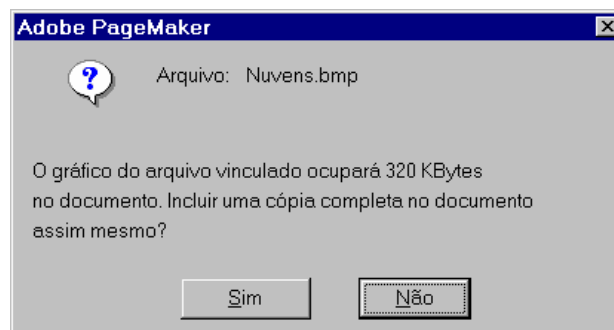 Adobe PageMaker
?
Arquivo: Nuvens.bmp
O gráfico do arquivo vinculado ocupará 320 KBytes
no documento. Incluir uma cópia completa no documento
assim mesmo?
Sim Não